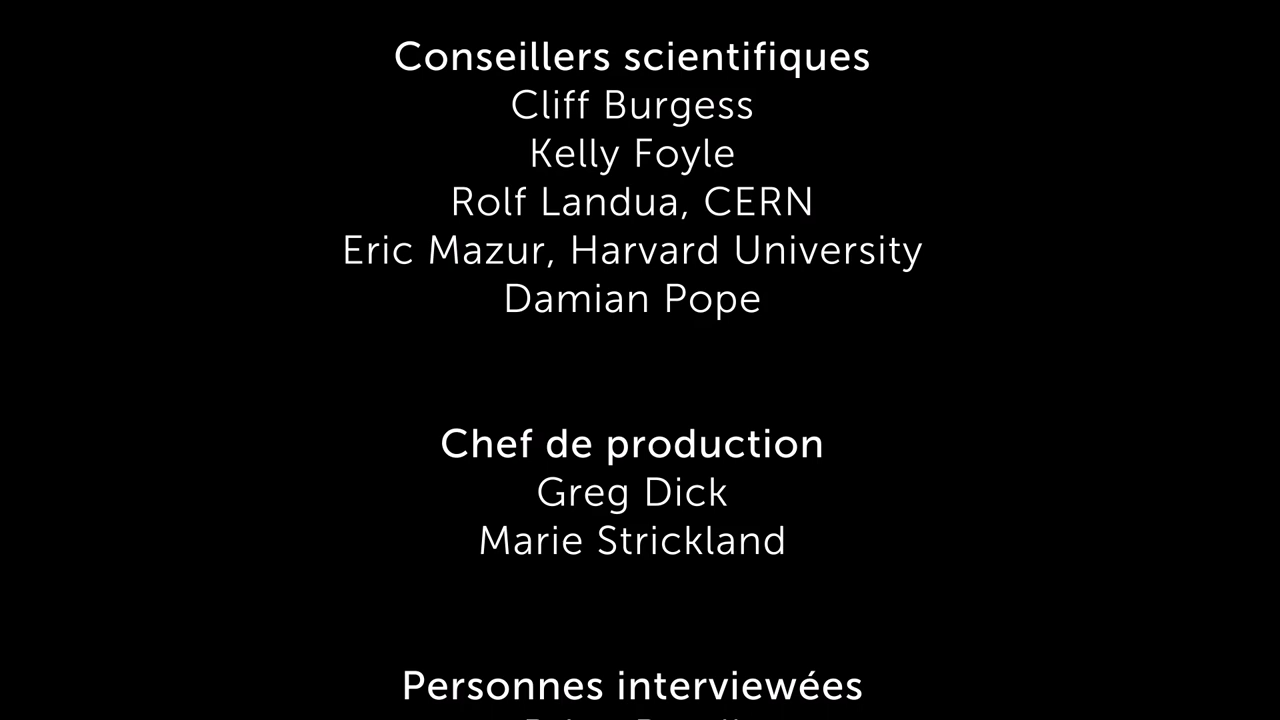 Conseillers scientifiques
Cliff Burgess
Kelly Foyle
Rolf Landua, CERN
Eric Mazur, Harvard University
Damian Pope
Chef de production
Greg Dick
Marie Strickland
Personnes interviewées